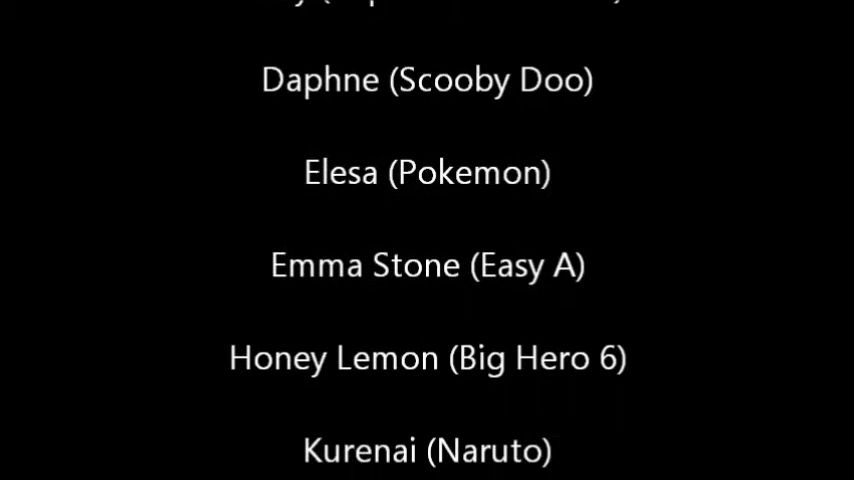 Daphne (Scooby Doo)
Elesa (Pokemon)
Emma Stone (Easy A)
Honey Lemon (Big Hero 6)
Kurenai (Naruto)